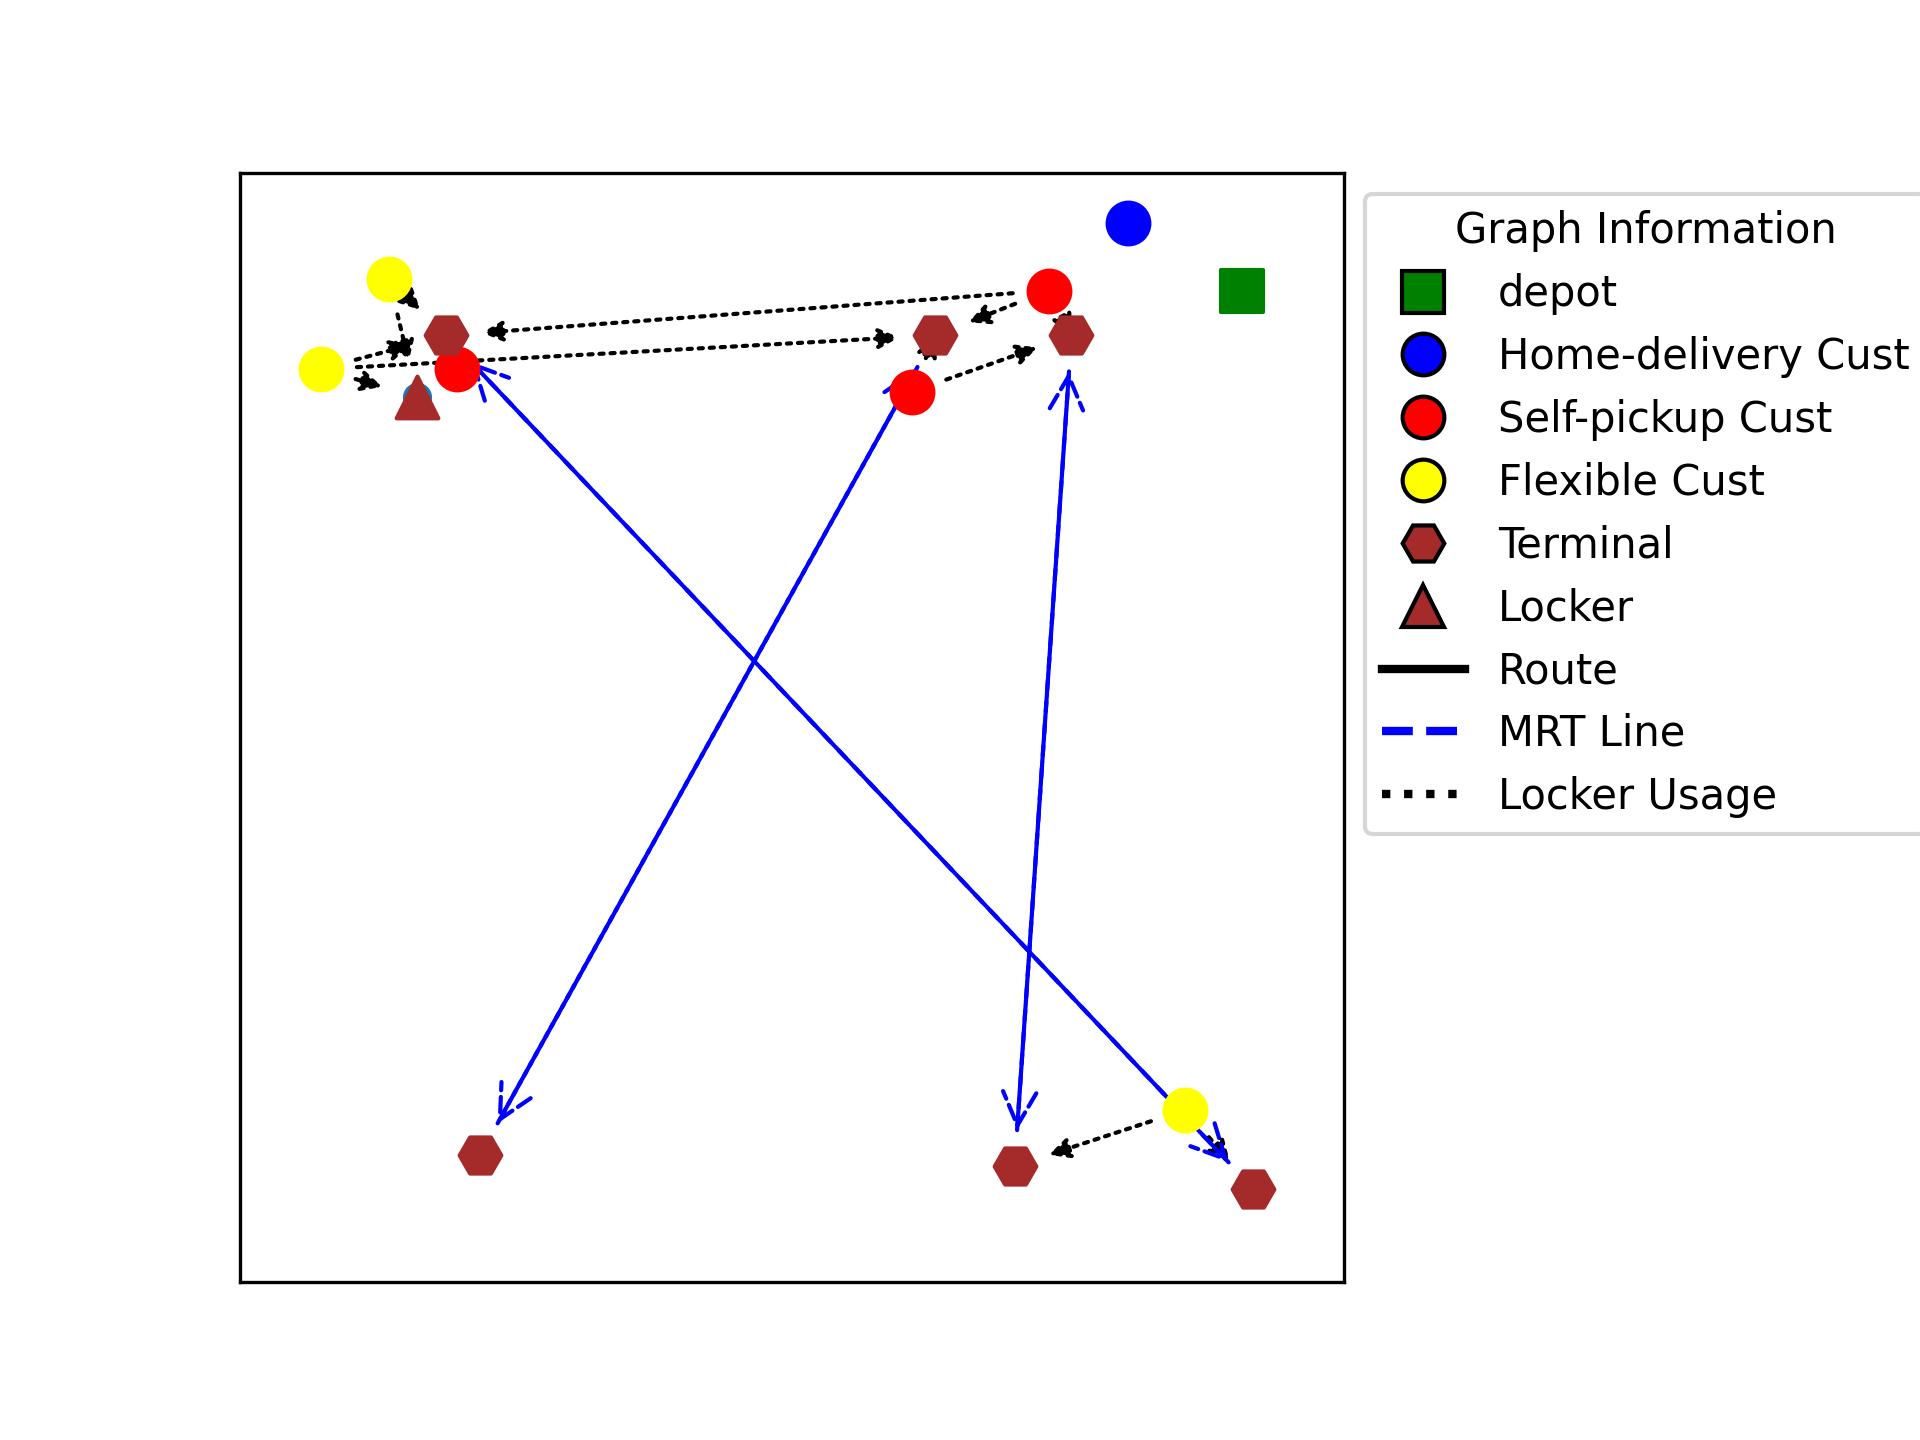 Graph Information
depot
Home-delivery Cust
Self-pickup Cust
Flexible Cust
Terminal
Locker
Route
MRT Line
Locker Usage